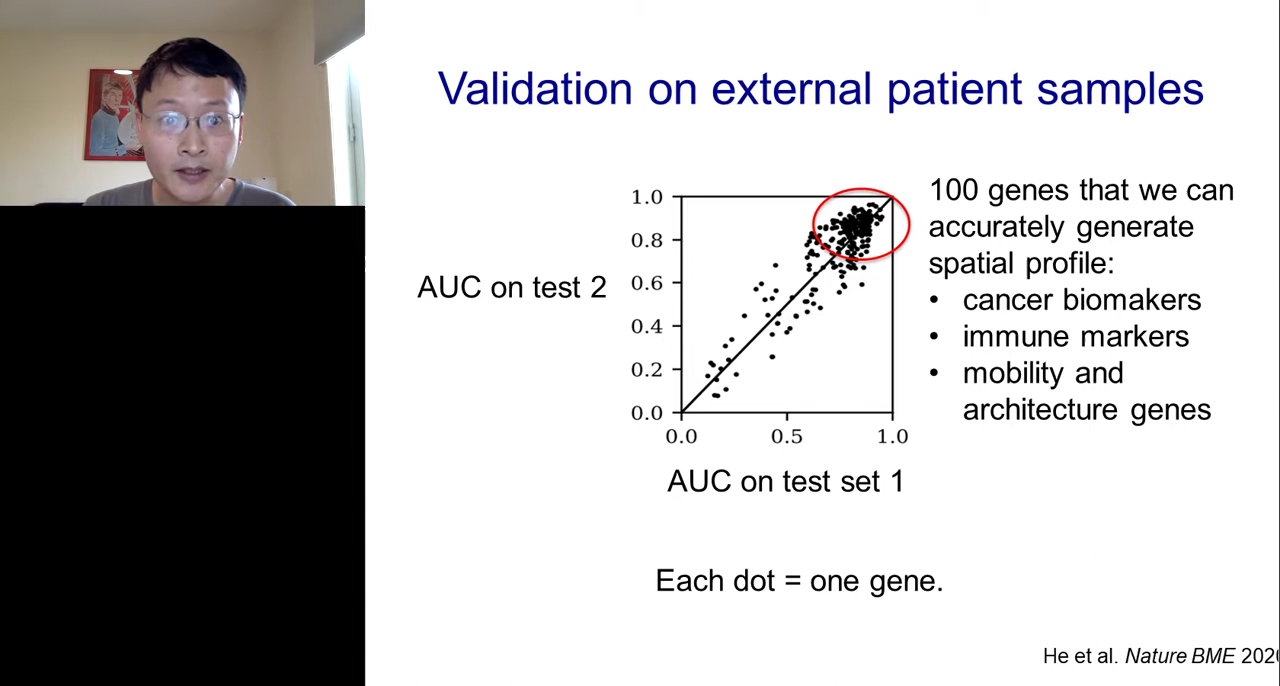 Validation on external patient samples
1.0
0.8
0.6
0.4
0.2
0.0
0.0 0.5 1.0
AUC on test 2
AUC on test set 1
100 genes that we can
accurately generate
spatial profile:
• cancer biomakers
• immune markers
• mobility and
architecture genes
Each dot = one gene.
He et al. Nature BME 2020